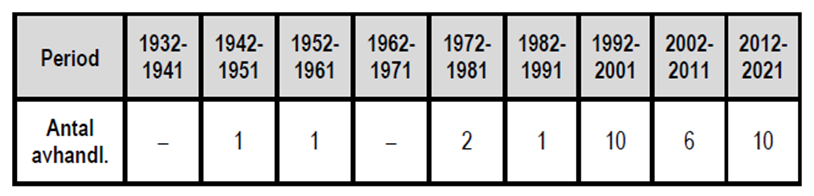 Period 1932-1941 1942-1951 1952-1961 1962-1971 1972-1981 1982-1991 1992-2001 2002-2011 2012-2021
Antal avhandl. – 1 1 – 2 1 10 6 10